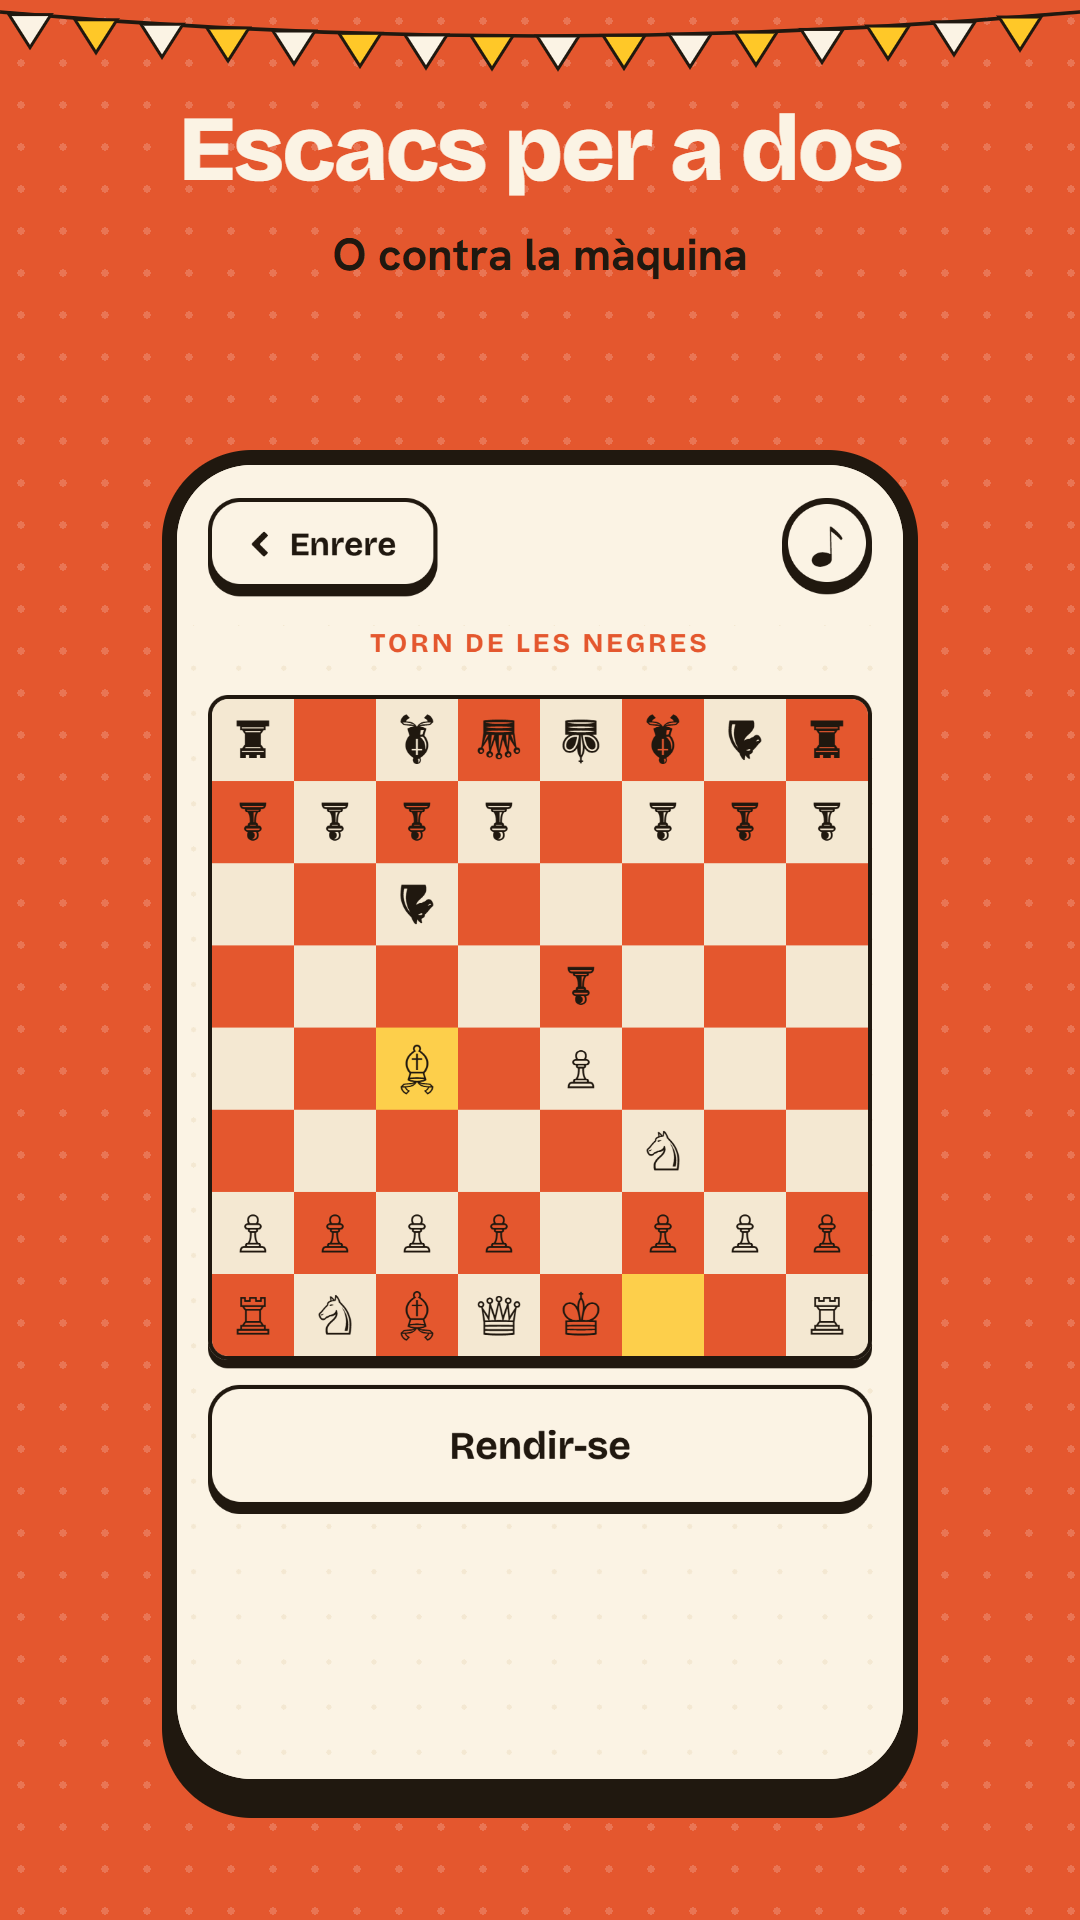 Escacs per a dos
O contra la màquina
Enrere
TORN DE LES NEGRES
Rendir-se